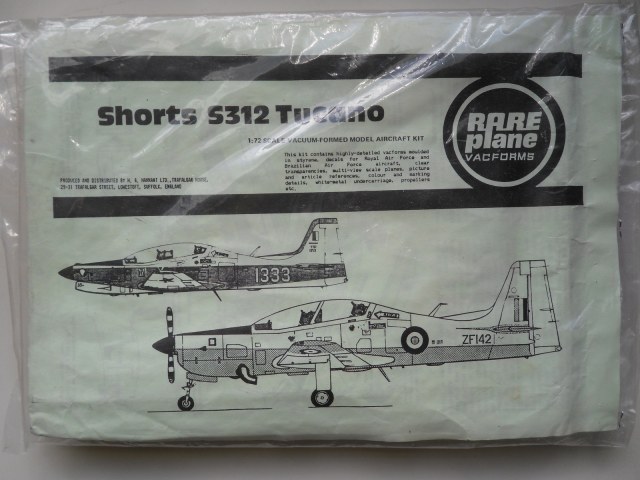 Shorts S312 Tucano
1:72 SCALE VACUUM-FORMED MODEL AIRCRAFT KIT
This kit contains highly-detailed vacforms moulded
in styrene, decals for Royal Air Force and
Brazilian Air Force aircraft, clear
transparencies, multi-view scale planes, picture
and article references, colour and marking
details, white-metal undercarriage, propellers
etc.
PRODUCED AND DISTRIBUTED BY H. G. HANNANT LTD., TRAFALGAR HOUSE,
29-31 TRAFALGAR STREET, LOWESTOFT, SUFFOLK, ENGLAND
RARE
plane
VACFORMS
1333
ZF142